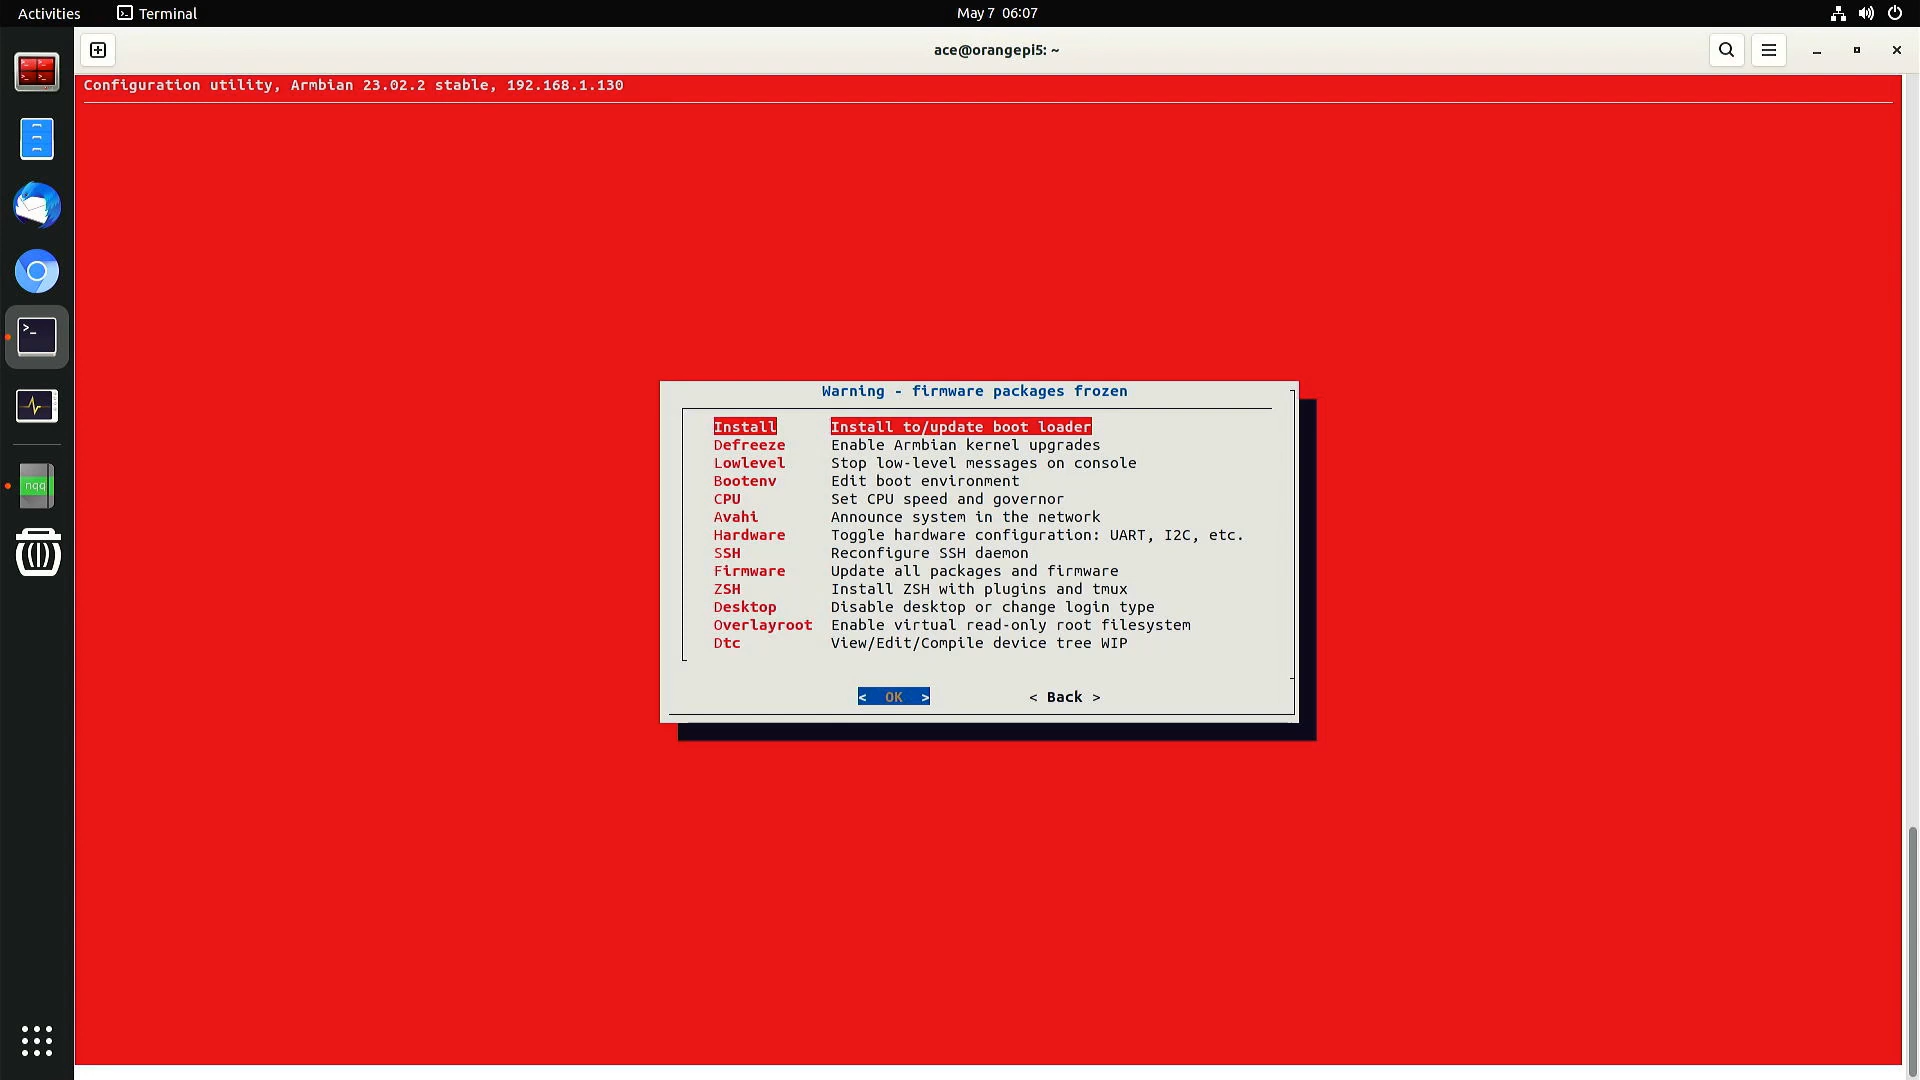 Activities Terminal May 7 06:07
ace@orangepi5: ~
Configuration utility, Armbian 23.02.2 stable, 192.168.1.130
Warning - firmware packages frozen
Install Install to/update boot loader
Defreeze Enable Armbian kernel upgrades
Lowlevel Stop low-level messages on console
Bootenv Edit boot environment
CPU Set CPU speed and governor
Avahi Announce system in the network
Hardware Toggle hardware configuration: UART, I2C, etc.
SSH Reconfigure SSH daemon
Firmware Update all packages and firmware
ZSH Install ZSH with plugins and tmux
Desktop Disable desktop or change login type
Overlayroot Enable virtual read-only root filesystem
Dtc View/Edit/Compile device tree WIP
< OK > < Back >
nqq